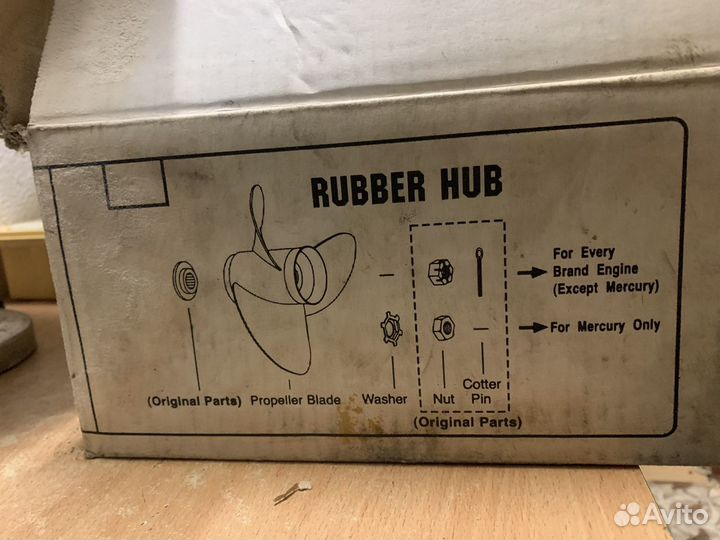 RUBBER HUB
For Every
Brand Engine
(Except Mercury)
For Mercury Only
(Original Parts) Propeller Blade Washer Nut Cotter Pin
(Original Parts)
Avito